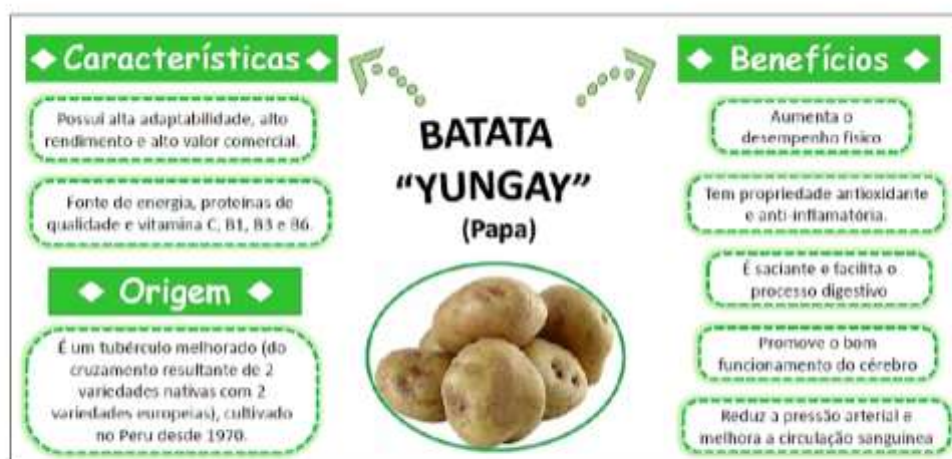 Características
Possui alta adaptabilidade, alto
rendimento e alto valor comercial.
Fonte de energia, proteínas de
qualidade e vitamina C, B1, B3 e B6.
Origem
É um tubérculo melhorado (do
cruzamento resultante de 2
variedades nativas com 2
variedades europeias), cultivado
no Peru desde 1970.
BATATA
“YUNGAY”
(Papa)
Benefícios
Aumenta o
desempenho físico
Tem propriedade antioxidante
e anti-inflamatória.
É saciante e facilita o
processo digestivo
Promove o bom
funcionamento do cérebro
Reduz a pressão arterial e
melhora a circulação sanguínea